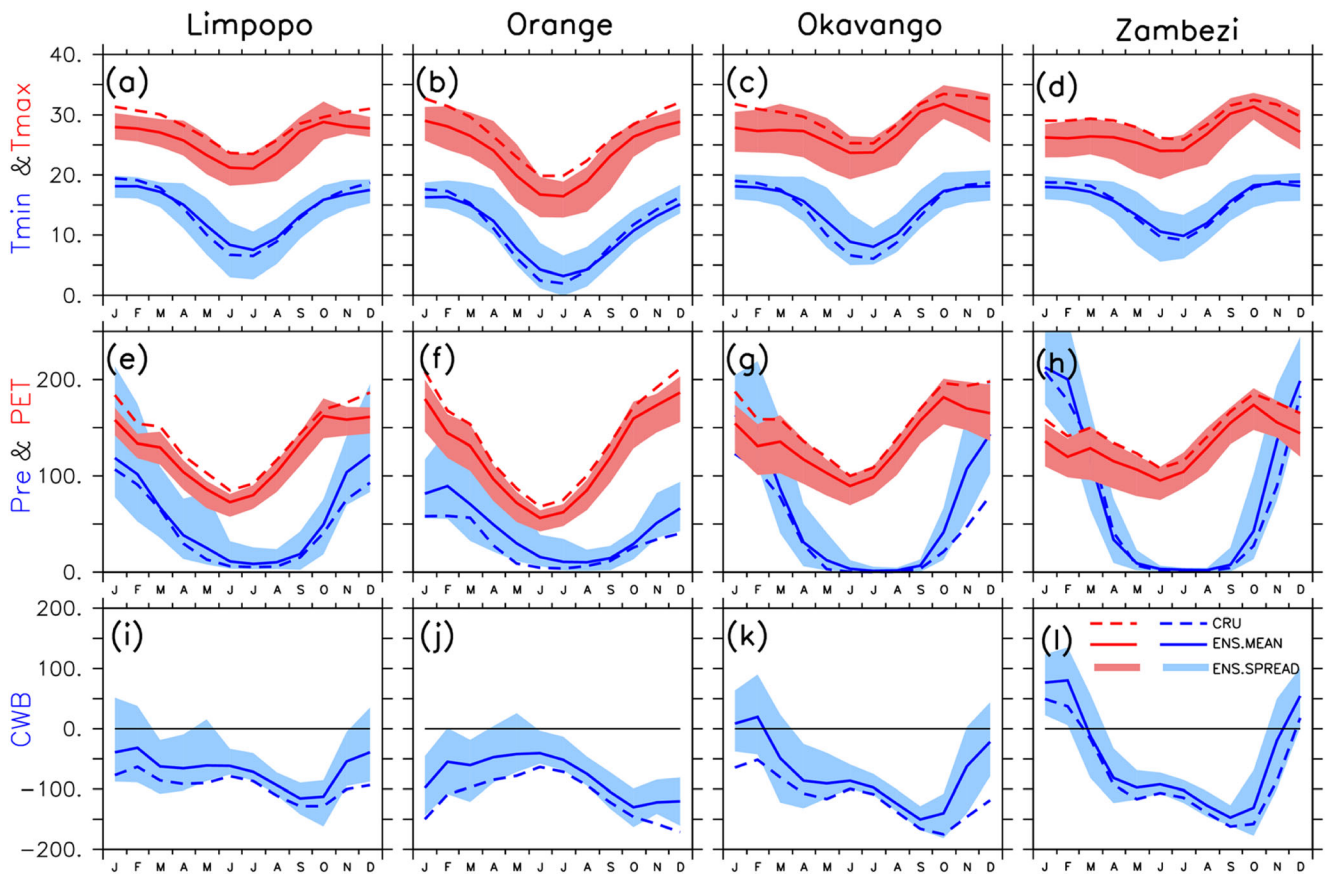 Limpopo Orange Okavango Zambezi
Tmin & Tmax
40.
30.
20.
10.
0.
(a) (b) (c) (d)
J F M A M J J A S O N D J F M A M J J A S O N D J F M A M J J A S O N D J F M A M J J A S O N D
Pre & PET
200.
100.
0.
(e) (f) (g) (h)
J F M A M J J A S O N D J F M A M J J A S O N D J F M A M J J A S O N D J F M A M J J A S O N D
CWB
200.
100.
0.
-100.
-200.
(i) (j) (k) (l)
CRU
ENS.MEAN
ENS.SPREAD
J F M A M J J A S O N D J F M A M J J A S O N D J F M A M J J A S O N D J F M A M J J A S O N D